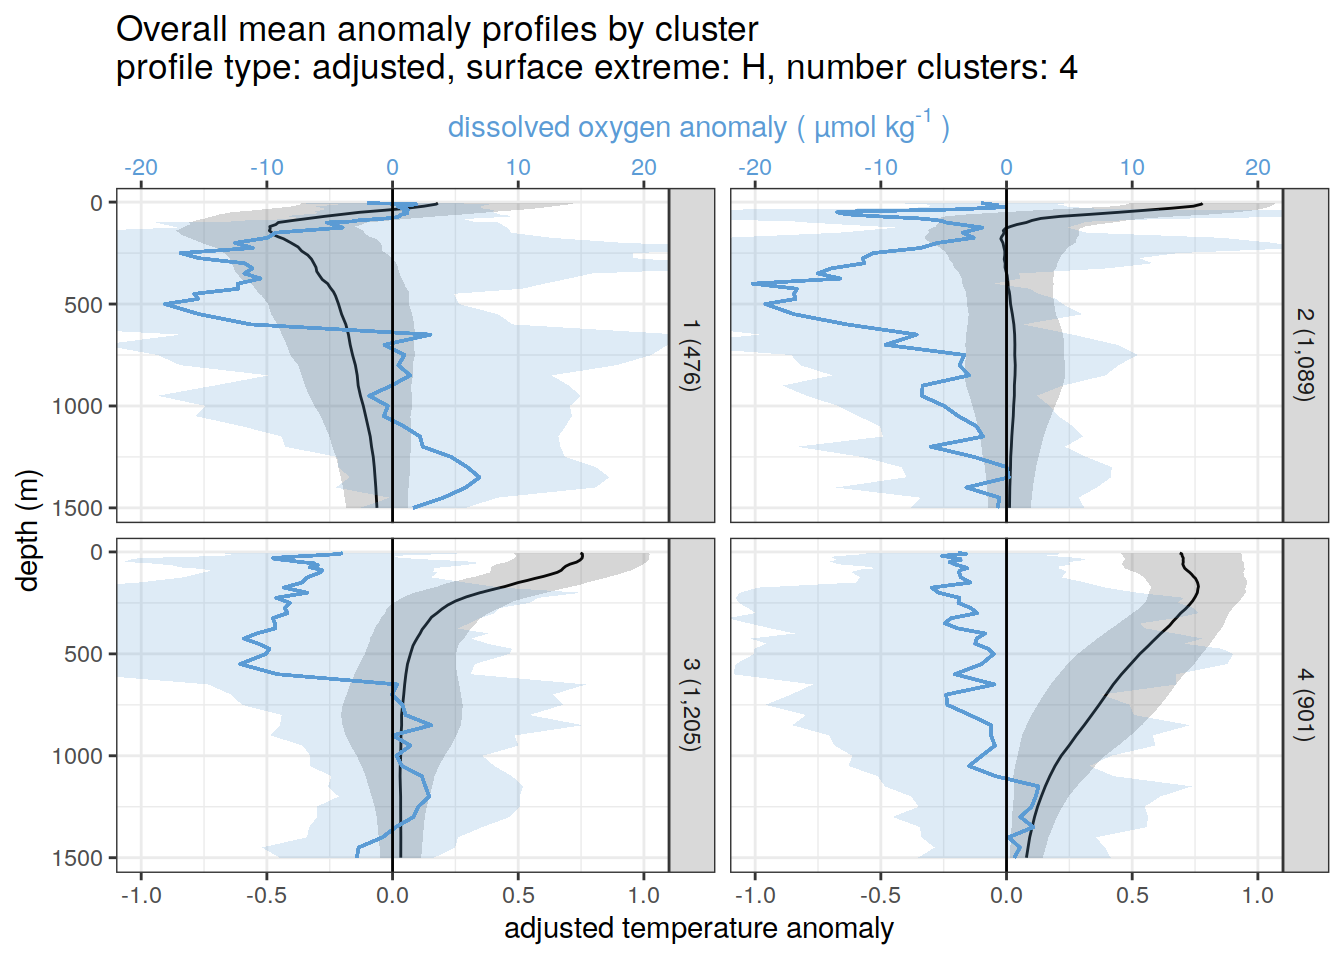 Overall mean anomaly profiles by cluster
profile type: adjusted, surface extreme: H, number clusters: 4
dissolved oxygen anomaly ( µmol kg⁻¹ )
-20 -10 0 10 20 -20 -10 0 10 20
0
500
1000
1500
1 (476)
2 (1,089)
depth (m)
0
500
1000
1500
3 (1,205)
4 (901)
-1.0 -0.5 0.0 0.5 1.0 -1.0 -0.5 0.0 0.5 1.0
adjusted temperature anomaly